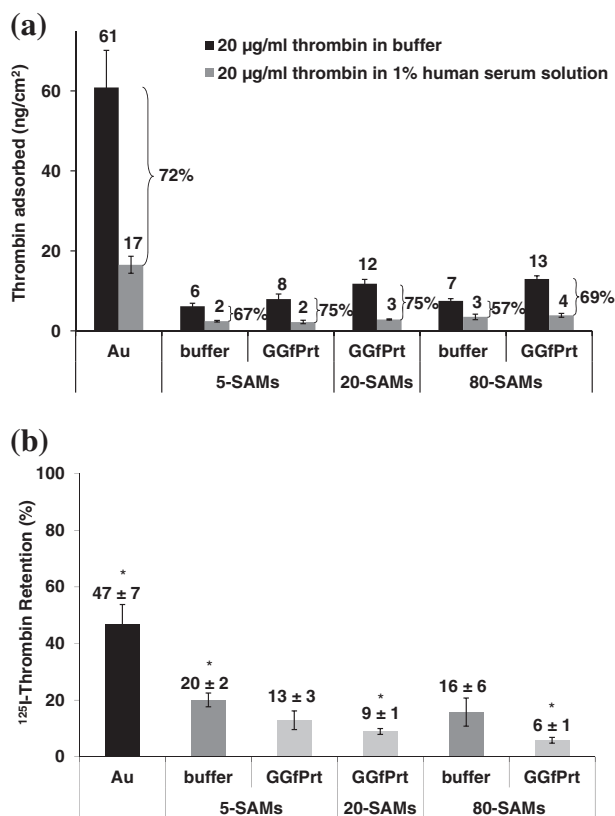 (a)
61
20 µg/ml thrombin in buffer
20 µg/ml thrombin in 1% human serum solution
Thrombin adsorbed (ng/cm²)
60
40
20
0
72%
17
6
2
67%
8
2
75%
12
3
75%
7
3
57%
13
4
69%
Au
buffer
GGfPrt
GGfPrt
buffer
GGfPrt
5-SAMs
20-SAMs
80-SAMs
(b)
¹²⁵I-Thrombin Retention (%)
100
80
60
40
20
0
*
47 ± 7
*
20 ± 2
13 ± 3
*
9 ± 1
16 ± 6
*
6 ± 1
Au
buffer
GGfPrt
GGfPrt
buffer
GGfPrt
5-SAMs
20-SAMs
80-SAMs